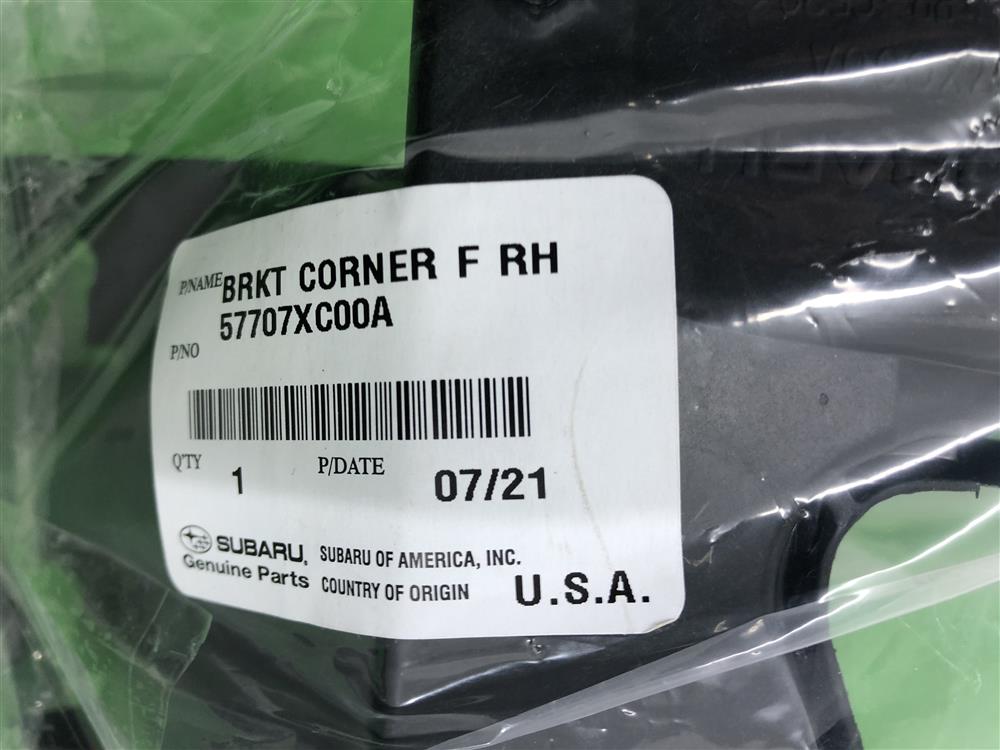 P/NAME BRKT CORNER F RH
P/NO 57707XC00A
Q'TY 1 P/DATE 07/21
SUBARU. SUBARU OF AMERICA, INC.
Genuine Parts COUNTRY OF ORIGIN U.S.A.